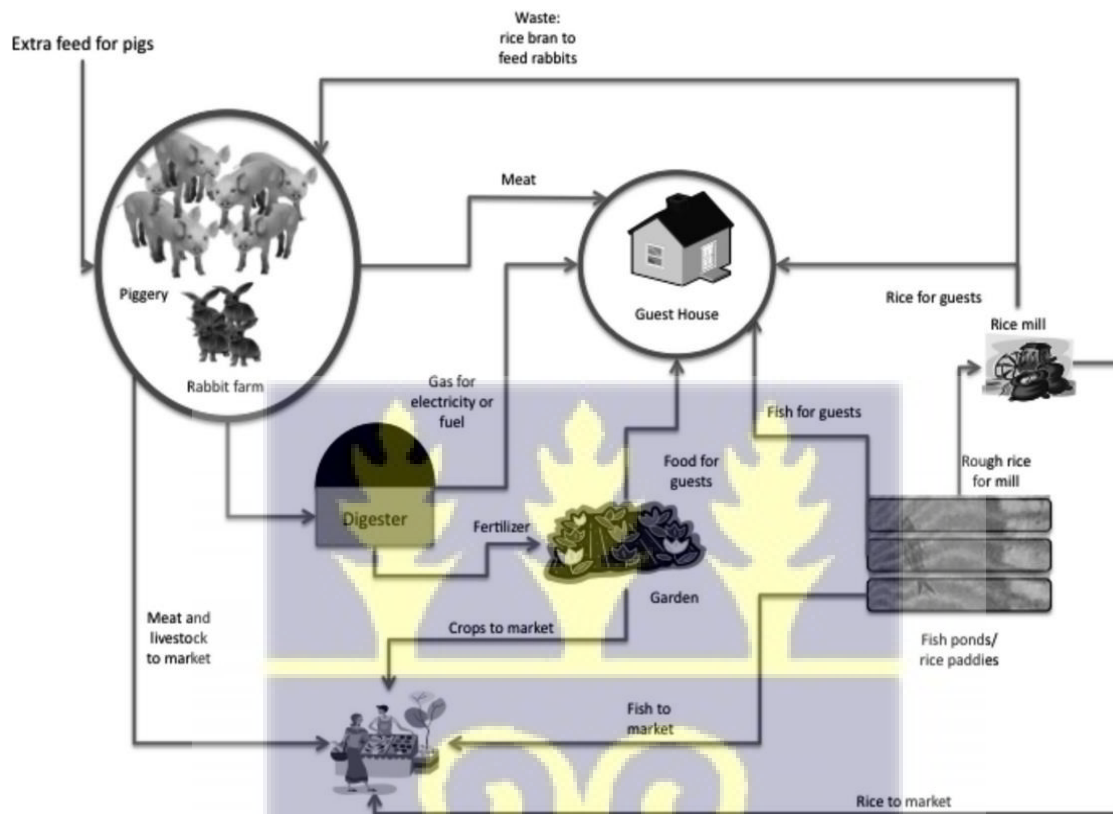 Waste:
rice bran to
feed rabbits
Extra feed for pigs
Meat
Piggery
Rabbit farm
Guest House
Rice for guests
Rice mill
Gas for
electricity or
fuel
Fish for guests
Food for
guests
Rough rice
for mill
Digester
Fertilizer
Garden
Meat and
livestock
to market
Crops to market
Fish ponds/
rice paddies
Fish to
market
Rice to market